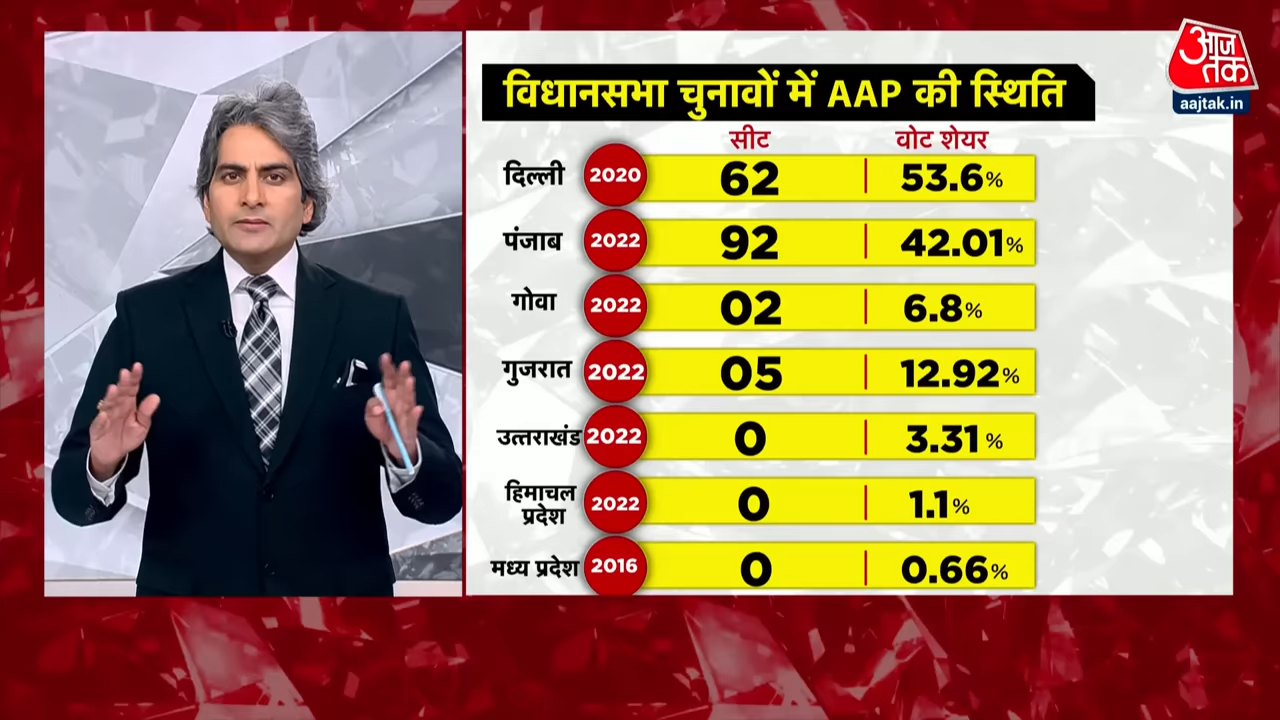 आज
तक
aajtak.in
विधानसभा चुनावों में AAP की स्थिति
सीट वोट शेयर
दिल्ली 2020 62 53.6%
पंजाब 2022 92 42.01%
गोवा 2022 02 6.8%
गुजरात 2022 05 12.92%
उत्तराखंड 2022 0 3.31 %
हिमाचल
प्रदेश 2022 0 1.1%
मध्य प्रदेश 2016 0 0.66%